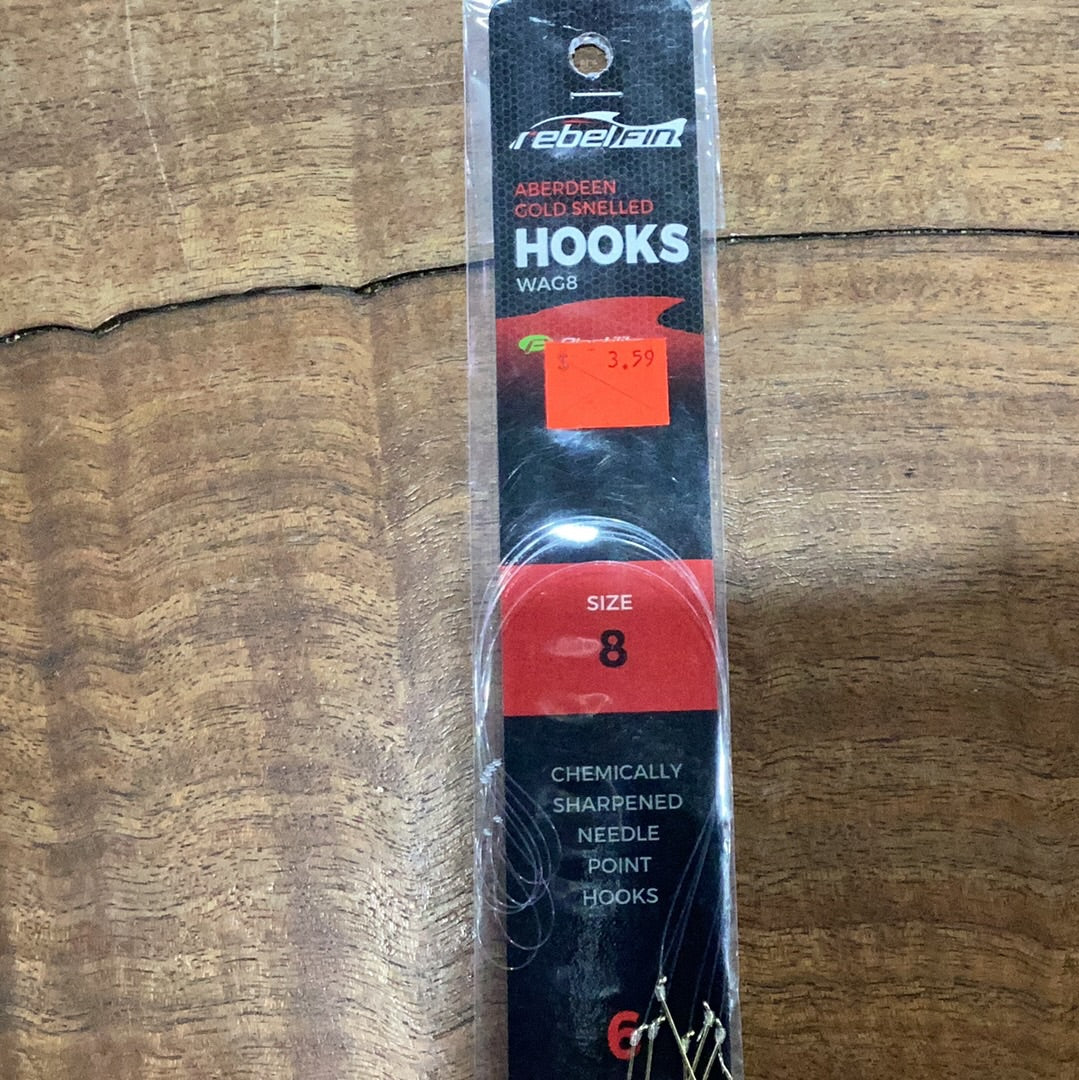 rebelfin
ABERDEEN
GOLD SNELLED
HOOKS
WAG8
$ 3.59
SIZE
8
CHEMICALLY
SHARPENED
NEEDLE
POINT
HOOKS
6